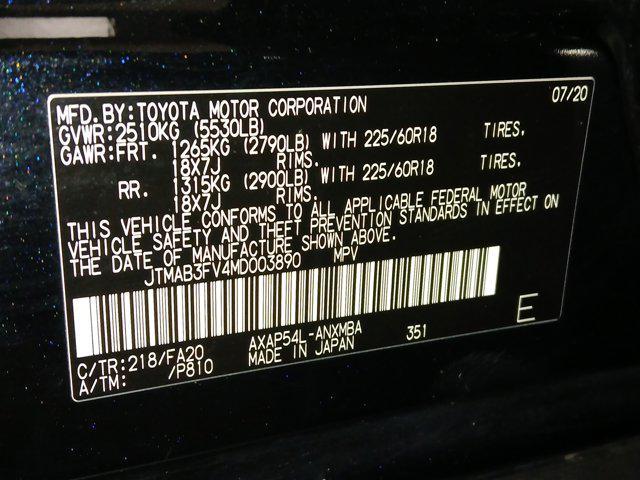 MFD.BY:TOYOTA MOTOR CORPORATION 07/20
GVWR:2510KG (5530LB)
GAWR:FRT. 1265KG (2790LB) WITH 225/60R18 TIRES,
18X7J RIMS.
RR. 1315KG (2900LB) WITH 225/60R18 TIRES,
18X7J RIMS.
THIS VEHICLE CONFORMS TO ALL APPLICABLE FEDERAL MOTOR
VEHICLE SAFETY AND THEFT PREVENTION STANDARDS IN EFFECT ON
THE DATE OF MANUFACTURE SHOWN ABOVE.
JTMAB3FV4MD003890 MPV
E
C/TR:218/FA20 AXAP54L-ANXMBA 351
A/TM: /P810 MADE IN JAPAN